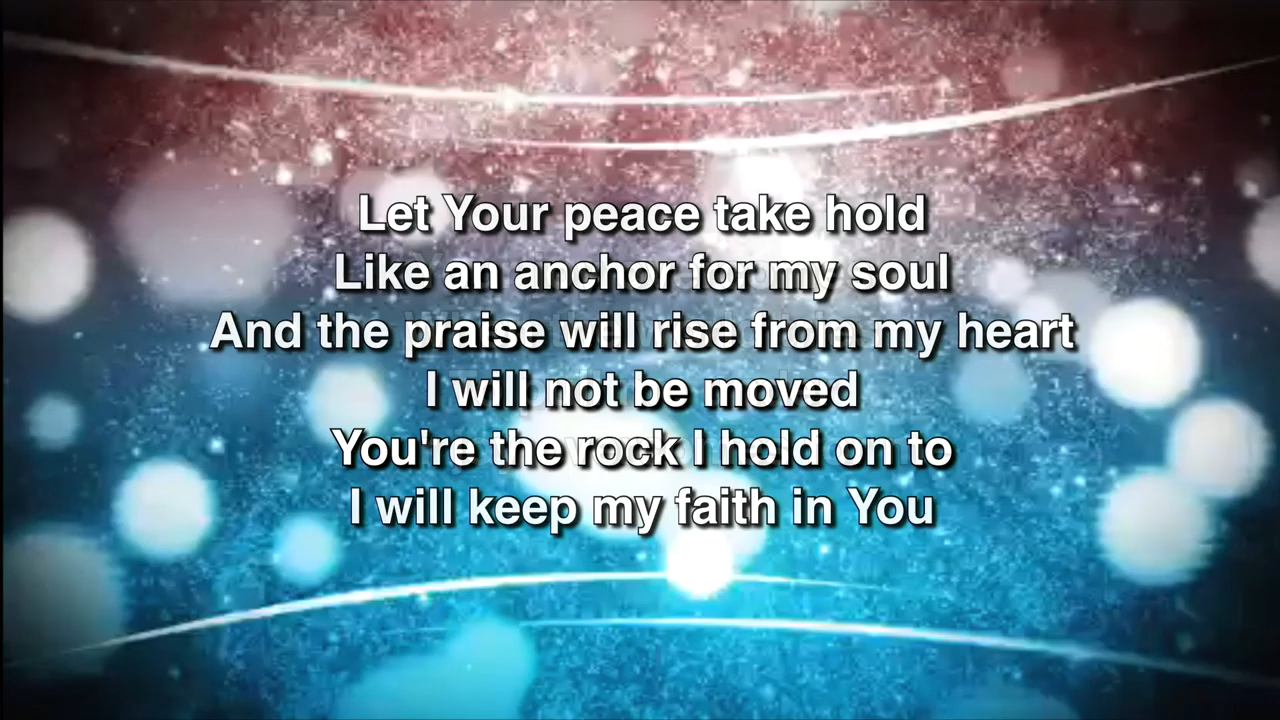 Let Your peace take hold
Like an anchor for my soul
And the praise will rise from my heart
I will not be moved
You're the rock I hold on to
I will keep my faith in You